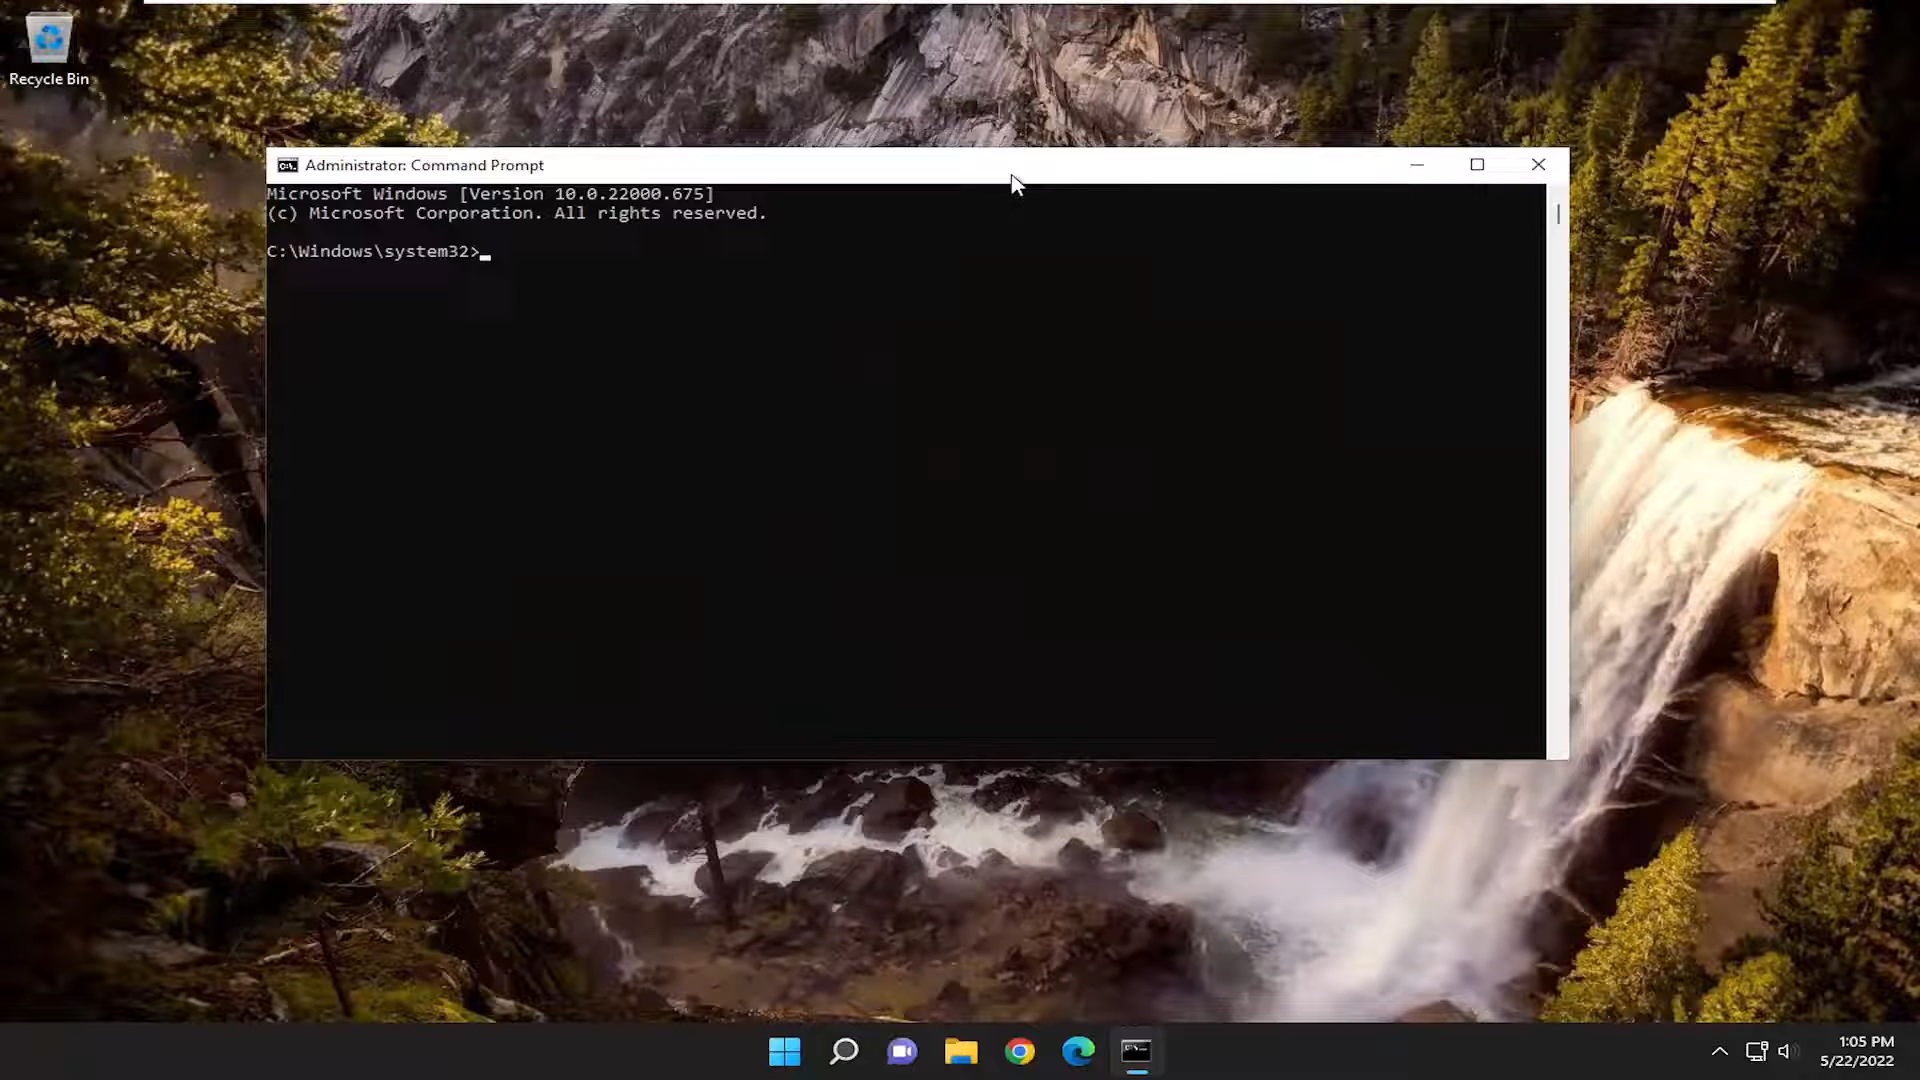 Recycle Bin
Administrator: Command Prompt
Microsoft Windows [Version 10.0.22000.675]
(c) Microsoft Corporation. All rights reserved.
C:\Windows\system32>
1:05 PM
5/22/2022